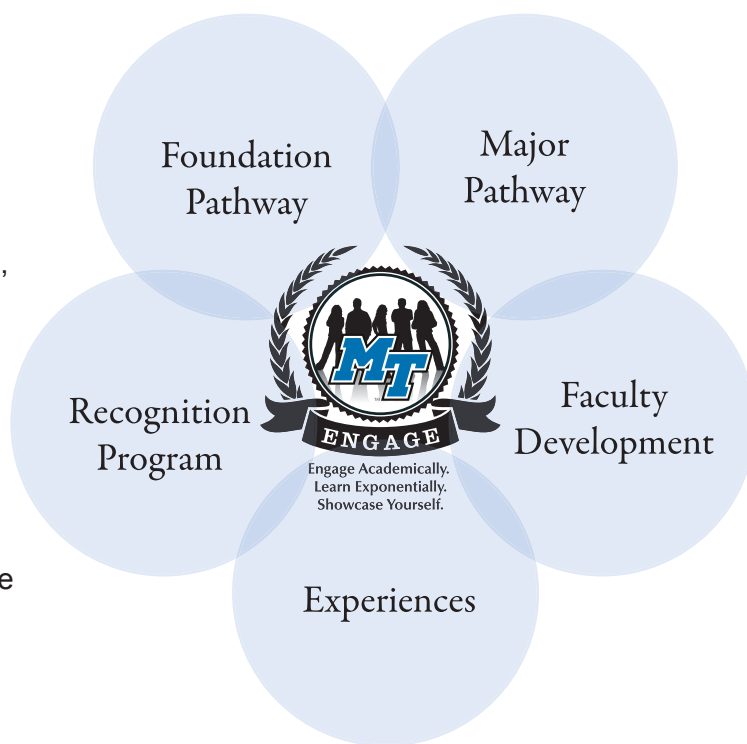 Foundation
Pathway
Major
Pathway
,
Recognition
Program
MT
ENGAGE
Engage Academically.
Learn Exponentially.
Showcase Yourself.
Faculty
Development
e
Experiences